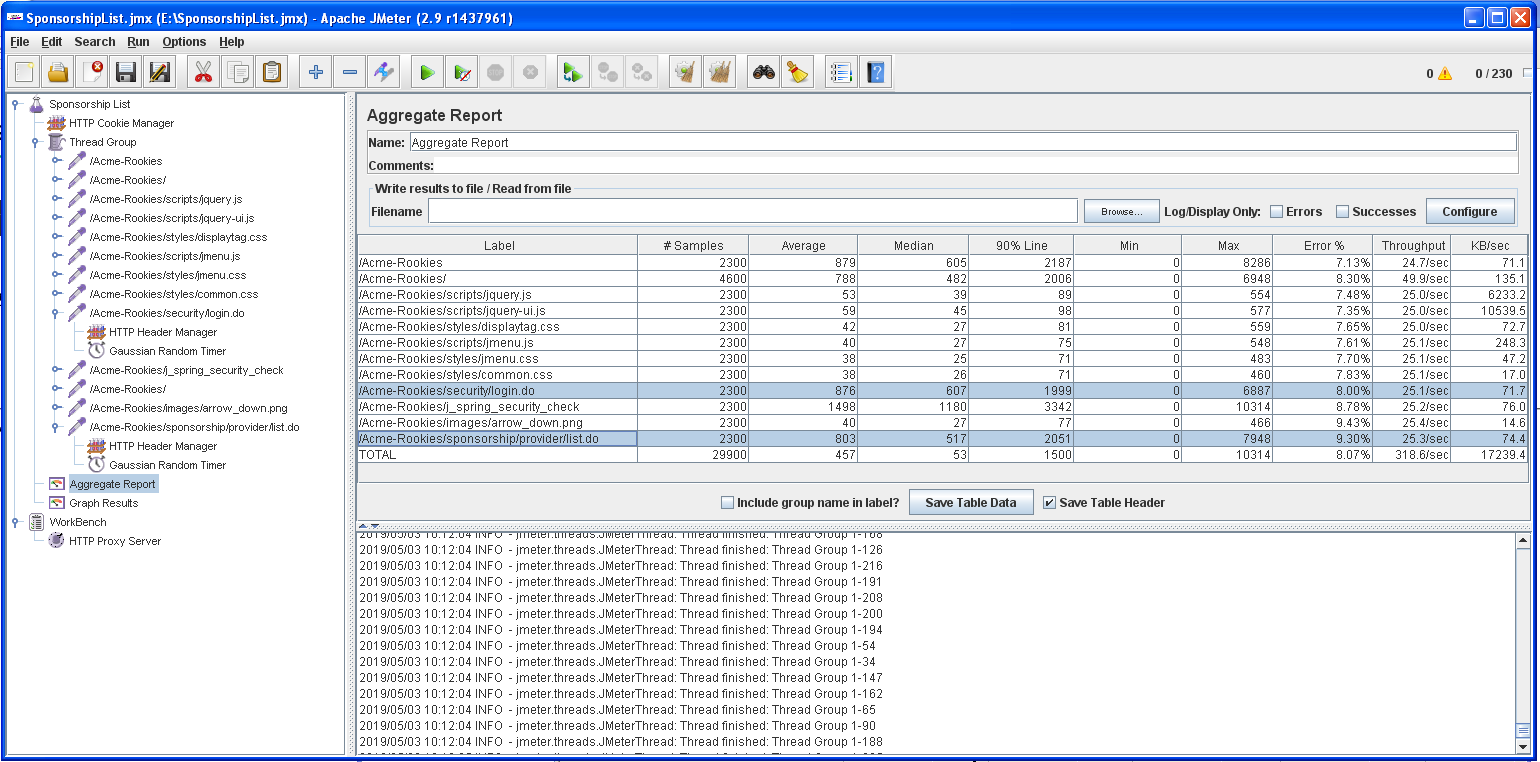 SponsorshipList.jmx (E:\SponsorshipList.jmx) - Apache JMeter (2.9 r1437961)
File Edit Search Run Options Help
0 0 / 230
Sponsorship List
HTTP Cookie Manager
Thread Group
/Acme-Rookies
/Acme-Rookies/
/Acme-Rookies/scripts/jquery.js
/Acme-Rookies/scripts/jquery-ui.js
/Acme-Rookies/styles/displaytag.css
/Acme-Rookies/scripts/jmenu.js
/Acme-Rookies/styles/jmenu.css
/Acme-Rookies/styles/common.css
/Acme-Rookies/security/login.do
HTTP Header Manager
Gaussian Random Timer
/Acme-Rookies/j_spring_security_check
/Acme-Rookies/
/Acme-Rookies/images/arrow_down.png
/Acme-Rookies/sponsorship/provider/list.do
HTTP Header Manager
Gaussian Random Timer
Aggregate Report
Graph Results
WorkBench
HTTP Proxy Server
Aggregate Report
Name: Aggregate Report
Comments:
Write results to file / Read from file
Filename Browse... Log/Display Only: Errors Successes Configure
Label # Samples Average Median 90% Line Min Max Error % Throughput KB/sec
/Acme-Rookies 2300 879 605 2187 0 8286 7.13% 24.7/sec 71.1
/Acme-Rookies/ 4600 788 482 2006 0 6948 8.30% 49.9/sec 135.1
/Acme-Rookies/scripts/jquery.js 2300 53 39 89 0 554 7.48% 25.0/sec 6233.2
/Acme-Rookies/scripts/jquery-ui.js 2300 59 45 98 0 577 7.35% 25.0/sec 10539.5
/Acme-Rookies/styles/displaytag.css 2300 42 27 81 0 559 7.65% 25.0/sec 72.7
/Acme-Rookies/scripts/jmenu.js 2300 40 27 75 0 548 7.61% 25.1/sec 248.3
/Acme-Rookies/styles/jmenu.css 2300 38 25 71 0 483 7.70% 25.1/sec 47.2
/Acme-Rookies/styles/common.css 2300 38 26 71 0 460 7.83% 25.1/sec 17.0
/Acme-Rookies/security/login.do 2300 876 607 1999 0 6887 8.00% 25.1/sec 71.7
/Acme-Rookies/j_spring_security_check 2300 1498 1180 3342 0 10314 8.78% 25.2/sec 76.0
/Acme-Rookies/images/arrow_down.png 2300 40 27 77 0 466 9.43% 25.4/sec 14.6
/Acme-Rookies/sponsorship/provider/list.do 2300 803 517 2051 0 7948 9.30% 25.3/sec 74.4
TOTAL 29900 457 53 1500 0 10314 8.07% 318.6/sec 17239.4
Include group name in label? Save Table Data Save Table Header
2019/05/03 10:12:04 INFO - jmeter.threads.JMeterThread: Thread finished: Thread Group 1-168
2019/05/03 10:12:04 INFO - jmeter.threads.JMeterThread: Thread finished: Thread Group 1-126
2019/05/03 10:12:04 INFO - jmeter.threads.JMeterThread: Thread finished: Thread Group 1-216
2019/05/03 10:12:04 INFO - jmeter.threads.JMeterThread: Thread finished: Thread Group 1-191
2019/05/03 10:12:04 INFO - jmeter.threads.JMeterThread: Thread finished: Thread Group 1-208
2019/05/03 10:12:04 INFO - jmeter.threads.JMeterThread: Thread finished: Thread Group 1-200
2019/05/03 10:12:04 INFO - jmeter.threads.JMeterThread: Thread finished: Thread Group 1-194
2019/05/03 10:12:04 INFO - jmeter.threads.JMeterThread: Thread finished: Thread Group 1-54
2019/05/03 10:12:04 INFO - jmeter.threads.JMeterThread: Thread finished: Thread Group 1-34
2019/05/03 10:12:04 INFO - jmeter.threads.JMeterThread: Thread finished: Thread Group 1-147
2019/05/03 10:12:04 INFO - jmeter.threads.JMeterThread: Thread finished: Thread Group 1-162
2019/05/03 10:12:04 INFO - jmeter.threads.JMeterThread: Thread finished: Thread Group 1-65
2019/05/03 10:12:04 INFO - jmeter.threads.JMeterThread: Thread finished: Thread Group 1-90
2019/05/03 10:12:04 INFO - jmeter.threads.JMeterThread: Thread finished: Thread Group 1-188